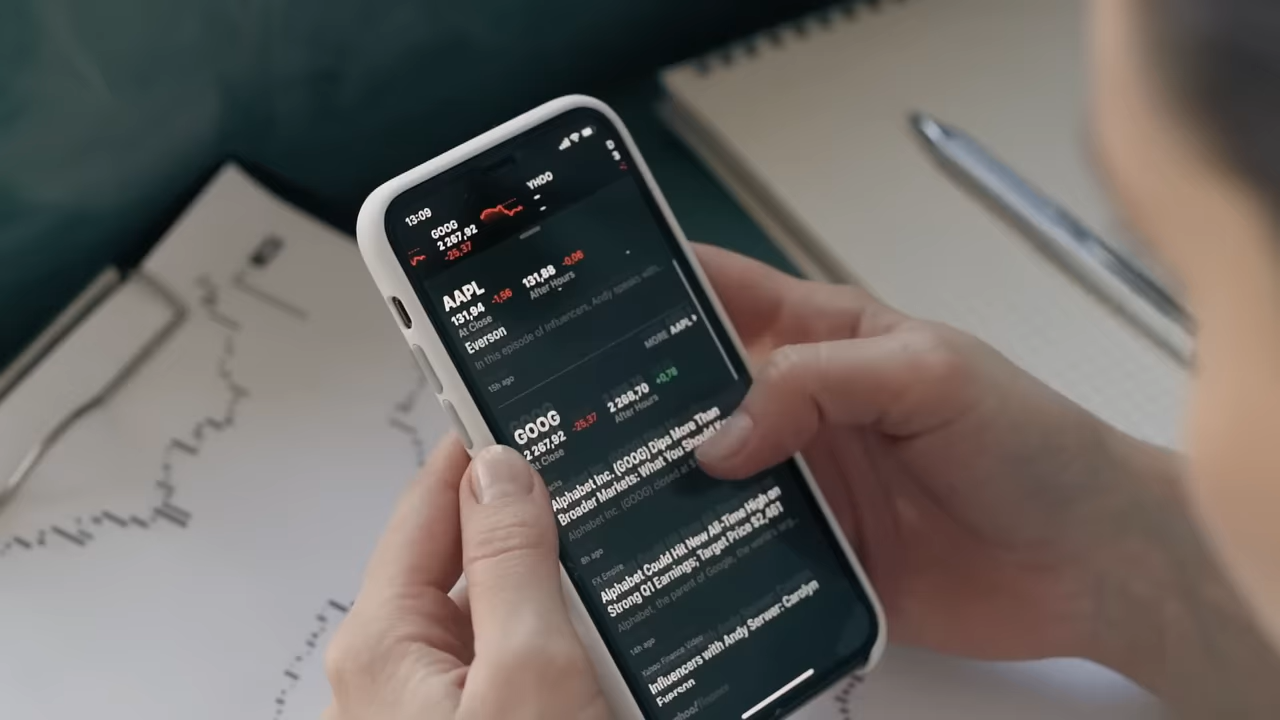 13:09
GOOG
2 267,92
-25,37
YHOO
AAPL
131,94 -1,56
At Close
131,88 -0,06
After Hours
Everson
In this episode of Influencers, Andy speaks with...
15h ago
MORE AAPL
GOOG
2 267,92 -25,37
At Close
2 268,70 +0,78
After Hours
Alphabet Inc. (GOOG) Dips More Than
Broader Markets: What You Should
Alphabet Inc. (GOOG) closed at
8h ago
FX Empire
Alphabet Could Hit New All-Time High on
Strong Q1 Earnings; Target Price $2,461
Alphabet, the parent of Google, the world's
14h ago
Yahoo Finance Video
Influencers with Andy Serwer: Carolyn
Everson
yahoo!finance